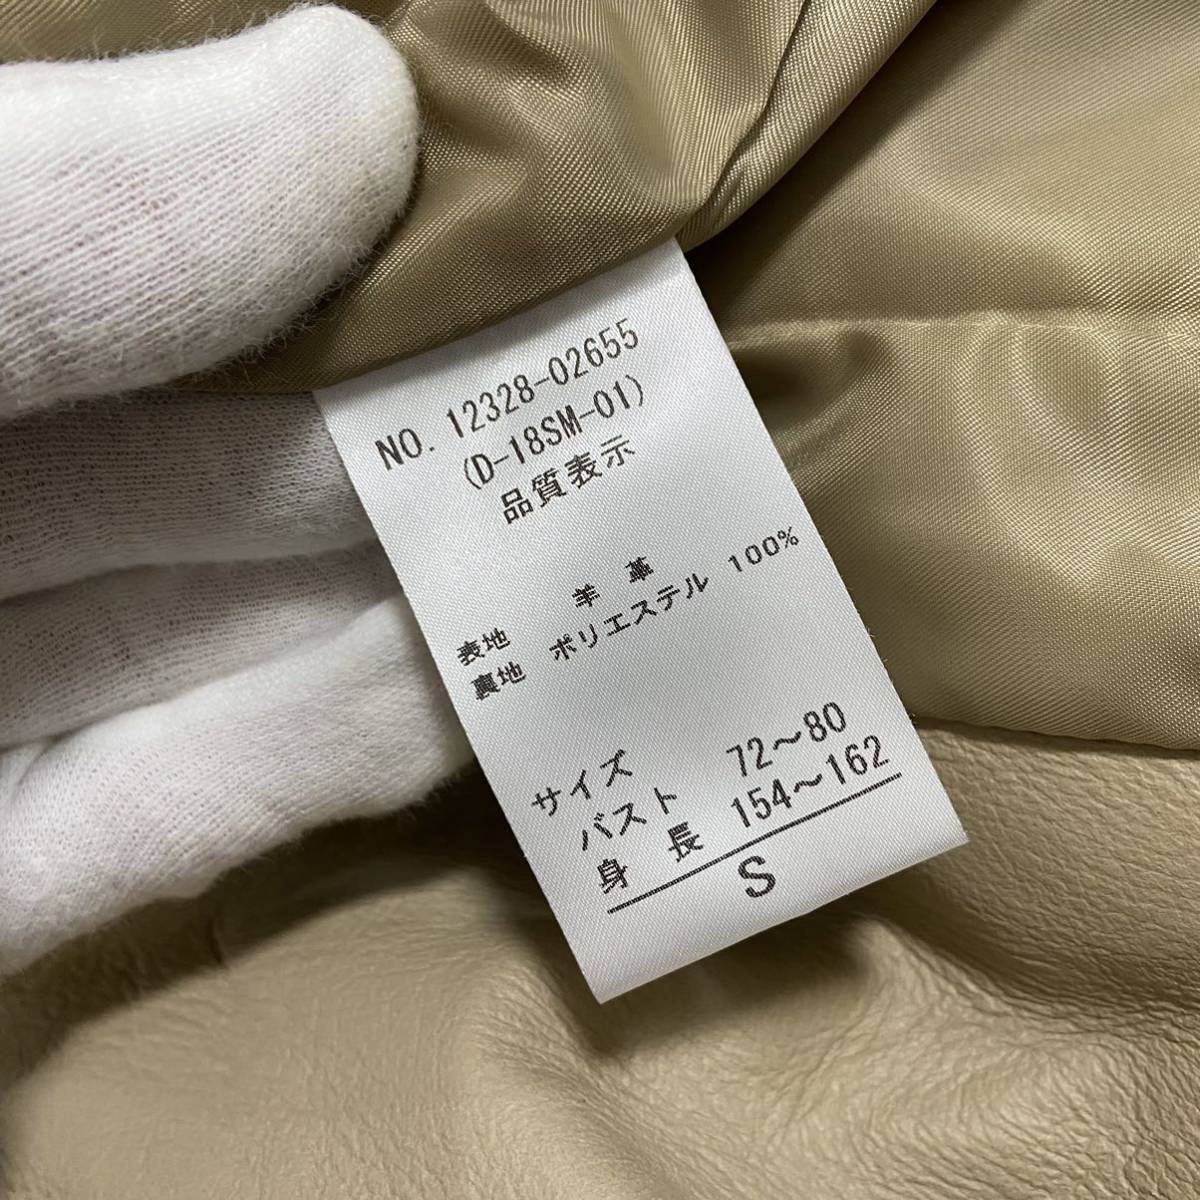 NO. 12328-02655
(D-18SM-01)
品質表示
表地 羊 革
裏地 ポリエステル 100%
サイズ
バスト 72～80
身 長 154～162
S